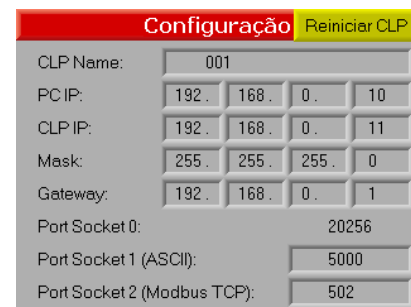 Configuração Reiniciar CLP
CLP Name: 001
PC IP: 192. 168. 0. 10
CLP IP: 192. 168. 0. 11
Mask: 255. 255. 255. 0
Gateway: 192. 168. 0. 1
Port Socket 0: 20256
Port Socket 1 (ASCII): 5000
Port Socket 2 (Modbus TCP): 502